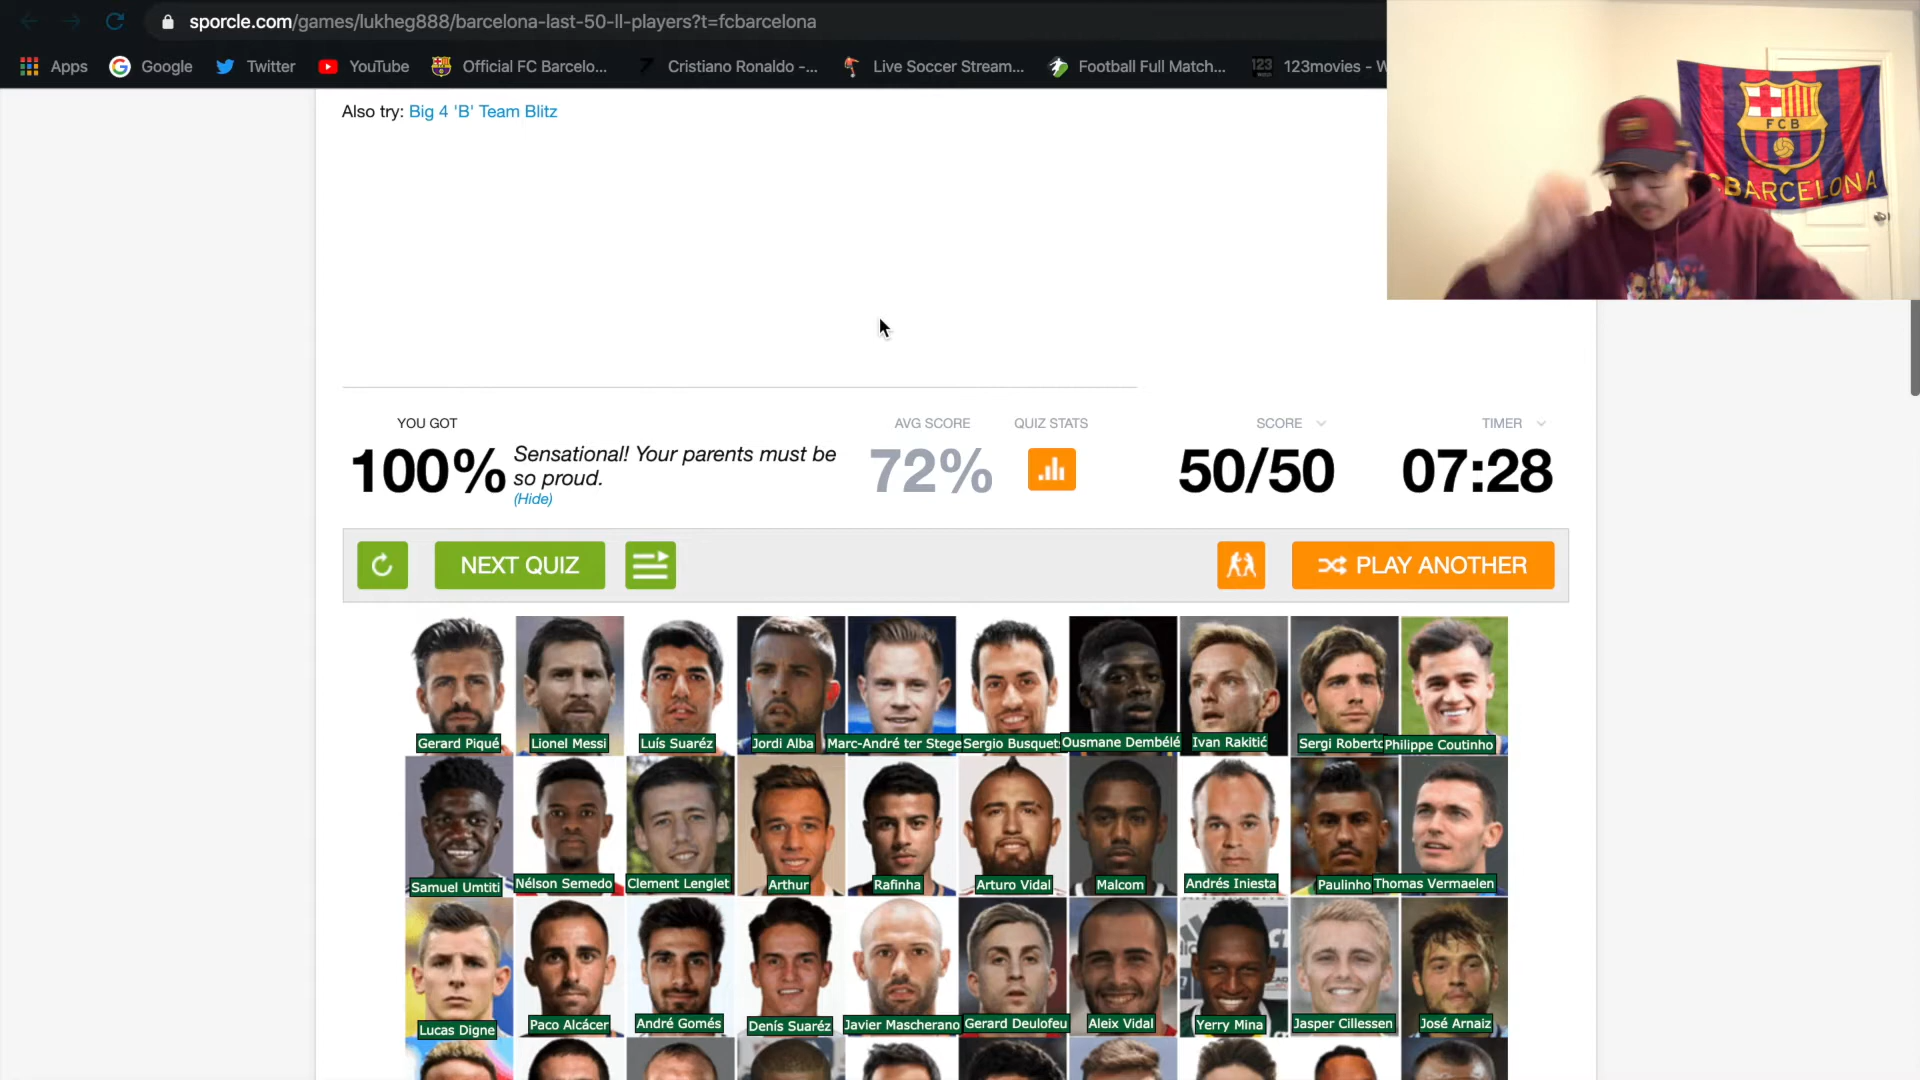 sporcle.com/games/lukheg888/barcelona-last-50-ll-players?t=fcbarcelona
Apps Google Twitter YouTube Official FC Barcelo... Cristiano Ronaldo -... Live Soccer Stream... Football Full Match... 123movies - W
Also try: Big 4 'B' Team Blitz
FCB
CBARCELONA
YOU GOT
100%
Sensational! Your parents must be
so proud.
(Hide)
AVG SCORE
72%
QUIZ STATS
SCORE
50/50
TIMER
07:28
NEXT QUIZ
PLAY ANOTHER
Gerard Piqué Lionel Messi Luís Suaréz Jordi Alba Marc-André ter Stege Sergio Busquet Ousmane Dembélé Ivan Rakitić Sergi Roberto Philippe Coutinho
Samuel Umtiti Nélson Semedo Clement Lenglet Arthur Rafinha Arturo Vidal Malcom Andrés Iniesta Paulinho Thomas Vermaelen
Lucas Digne Paco Alcácer André Gomés Denís Suaréz Javier Mascherano Gerard Deulofeu Aleix Vidal Yerry Mina Jasper Cillessen José Arnaiz